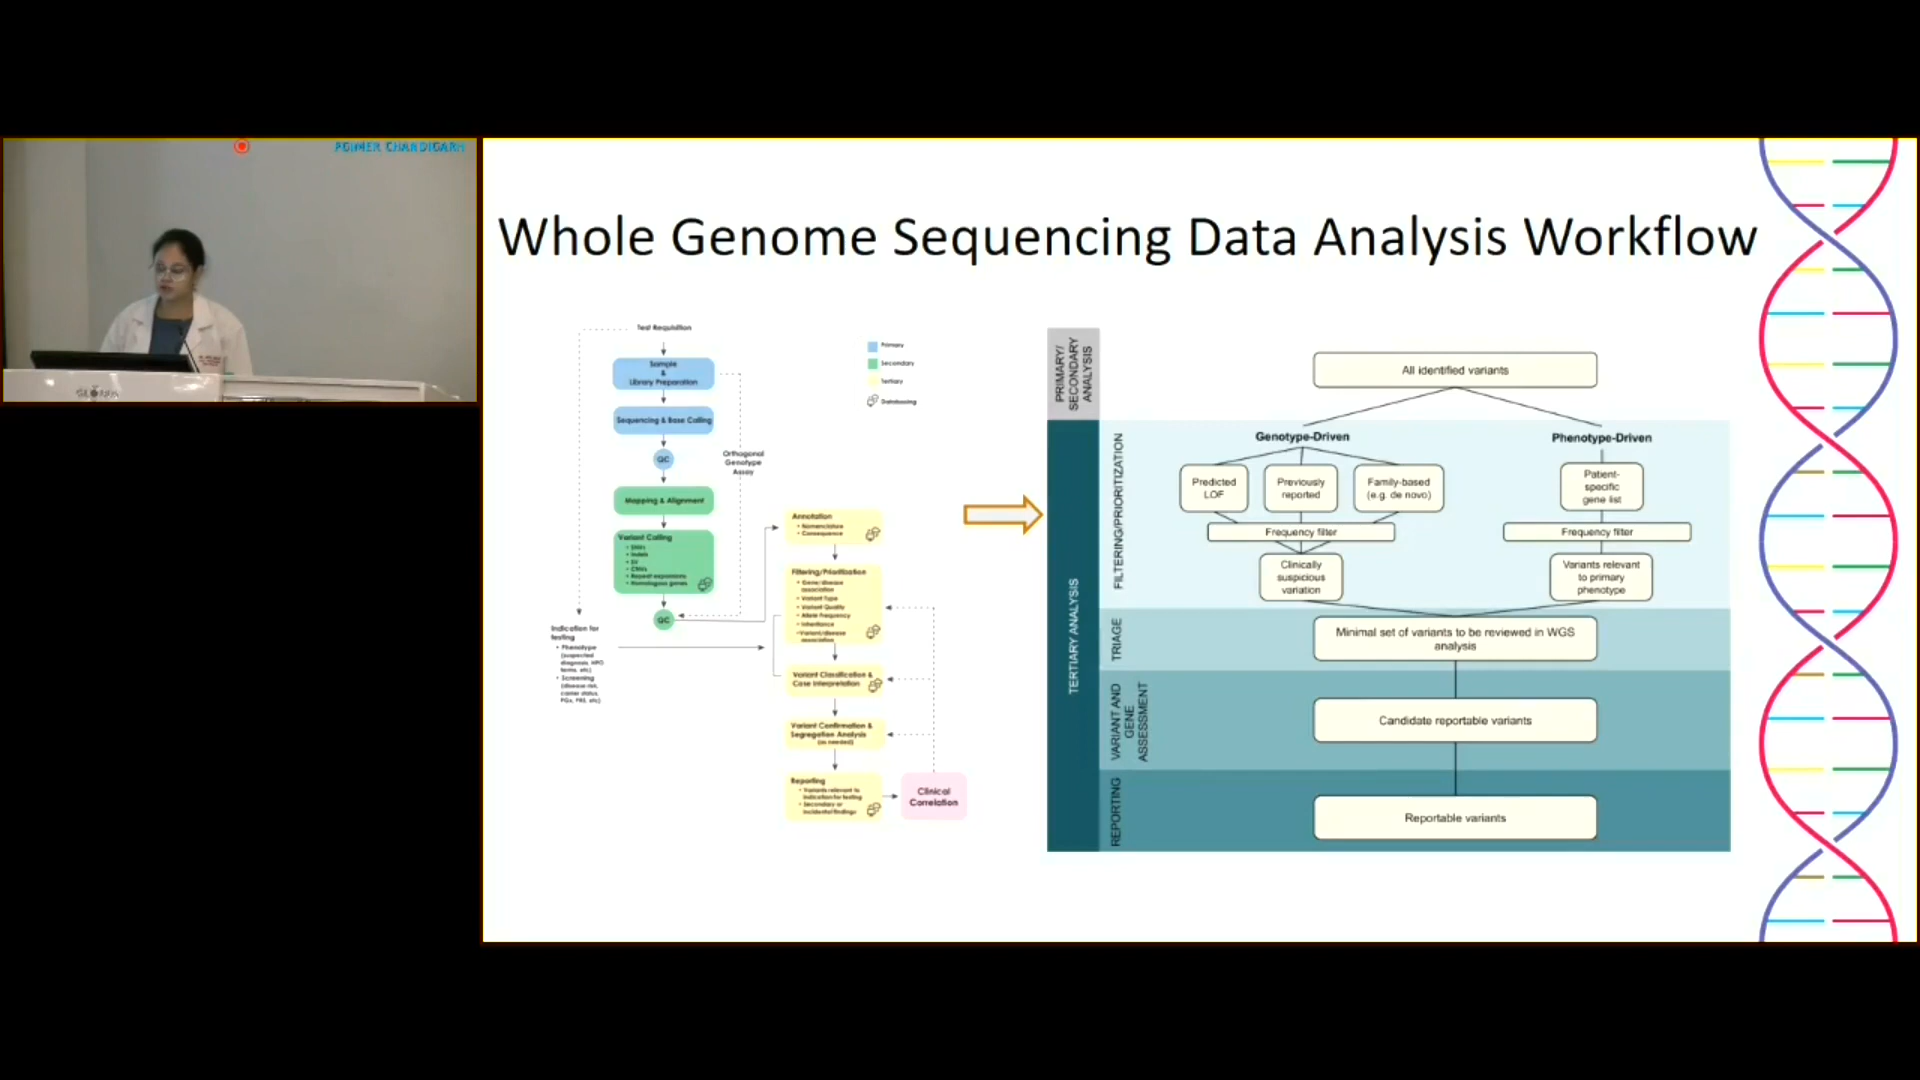 PGIMER CHANDIGARH
Whole Genome Sequencing Data Analysis Workflow
Test Requisition
Sample
&
Library Preparation
Sequencing & Base Calling
QC
Mapping & Alignment
Variant Calling
• SNVs
• Indels
• SV
• CNVs
• Repeat expansions
• Homologous genes
QC
Orthogonal
Genotype
Assay
Indication for
testing
• Phenotype
(suspected
diagnosis, HPO
terms, etc)
• Screening
(disease risk,
carrier status,
PGx, PRS, etc)
Primary
Secondary
Tertiary
Databasing
Annotation
• Nomenclature
• Consequence
Filtering/Prioritization
• Gene/disease
association
• Variant Type
• Variant Quality
• Allele Frequency
• Inheritance
• Variant/disease
association
Variant Classification &
Case Interpretation
Variant Confirmation &
Segregation Analysis
(as needed)
Reporting
• Variants relevant to
indication for testing
• Secondary or
incidental findings
Clinical
Correlation
PRIMARY/
SECONDARY
ANALYSIS
All identified variants
TERTIARY ANALYSIS
FILTERING/PRIORITIZATION
Genotype-Driven
Phenotype-Driven
Predicted
LOF
Previously
reported
Family-based
(e.g. de novo)
Patient-
specific
gene list
Frequency filter
Frequency filter
Clinically
suspicious
variation
Variants relevant
to primary
phenotype
TRIAGE
Minimal set of variants to be reviewed in WGS
analysis
VARIANT AND
GENE
ASSESSMENT
Candidate reportable variants
REPORTING
Reportable variants